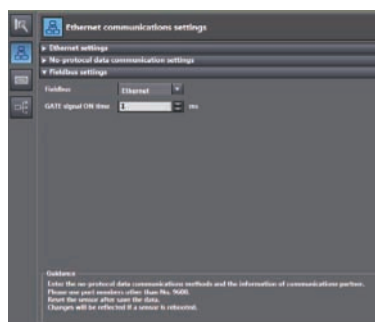 Ethernet communications settings
Ethernet settings
No-protocol data communication settings
Fieldbus settings
Fieldbus Ethernet
GATE signal ON time 1 ms
Guidance
Enter the no-protocol data communications methods and the information of communications partner.
Please use port numbers other than No. 9600.
Reset the sensor after save the data.
Changes will be reflected if a sensor is rebooted.